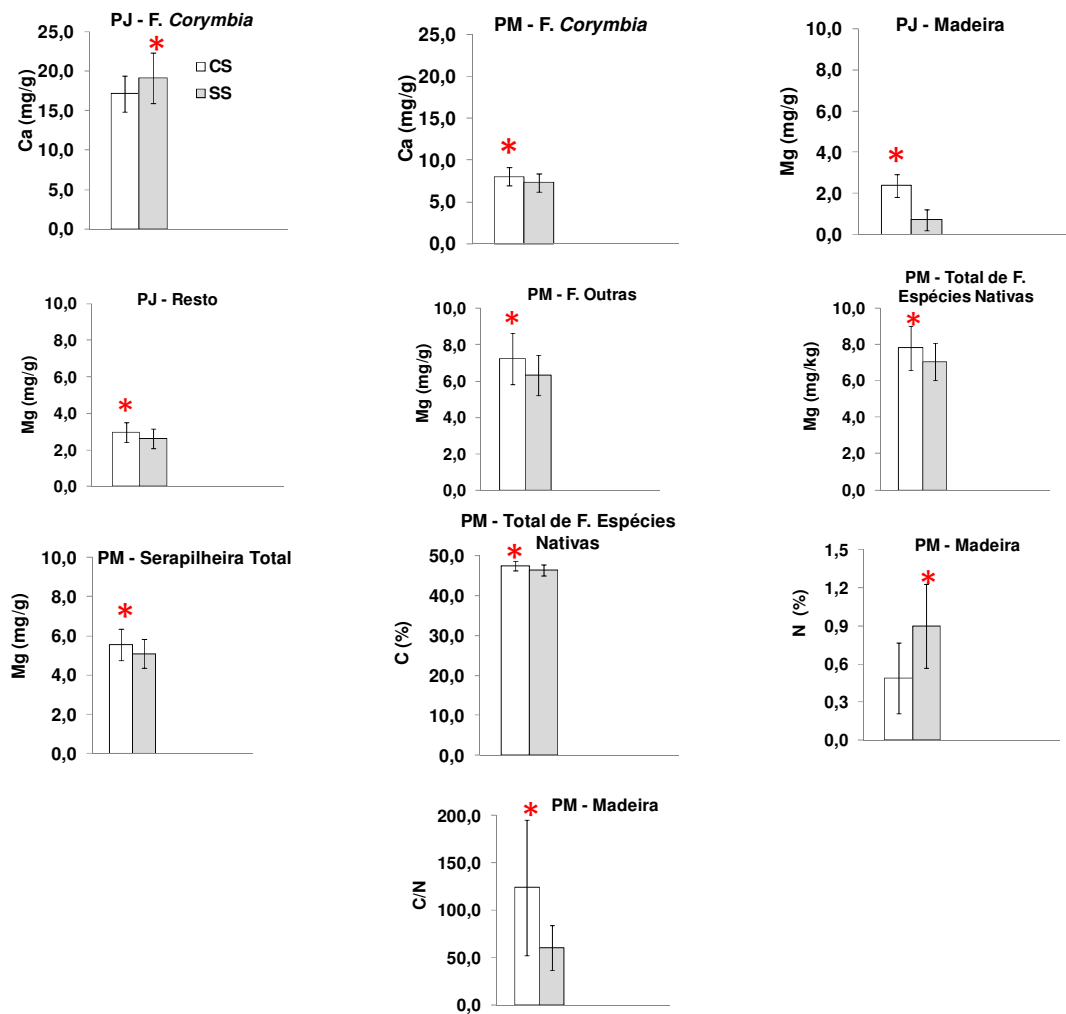 PJ - F. Corymbia
25,0
20,0
15,0
10,0
5,0
0,0
Ca (mg/g)
*
CS
SS
PM - F. Corymbia
25,0
20,0
15,0
10,0
5,0
0,0
Ca (mg/g)
*
PJ - Madeira
10,0
8,0
6,0
4,0
2,0
0,0
Mg (mg/g)
*
PJ - Resto
10,0
8,0
6,0
4,0
2,0
0,0
Mg (mg/g)
*
PM - F. Outras
10,0
8,0
6,0
4,0
2,0
0,0
Mg (mg/g)
*
PM - Total de F.
Espécies Nativas
10,0
8,0
6,0
4,0
2,0
0,0
Mg (mg/kg)
*
PM - Serapilheira Total
10,0
8,0
6,0
4,0
2,0
0,0
Mg (mg/g)
*
PM - Total de F. Espécies
Nativas
50,0
40,0
30,0
20,0
10,0
0,0
C (%)
*
PM - Madeira
1,5
1,2
0,9
0,6
0,3
0,0
N (%)
*
PM - Madeira
200,0
150,0
100,0
50,0
0,0
C/N
*